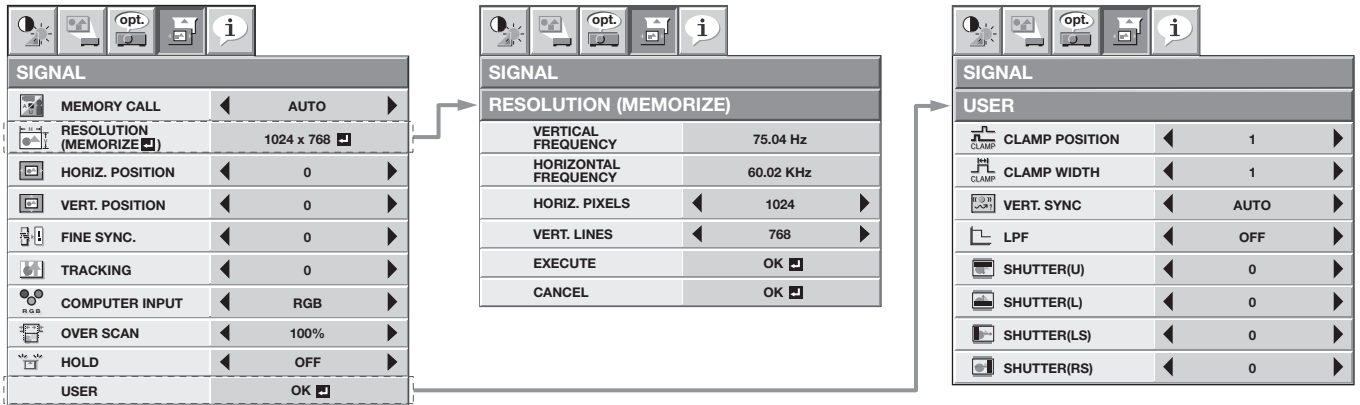 opt.
i
SIGNAL
MEMORY CALL AUTO
RESOLUTION
(MEMORIZE) 1024 x 768
HORIZ. POSITION 0
VERT. POSITION 0
FINE SYNC. 0
TRACKING 0
RGB
COMPUTER INPUT RGB
OVER SCAN 100%
HOLD OFF
USER OK
opt.
i
SIGNAL
RESOLUTION (MEMORIZE)
VERTICAL
FREQUENCY 75.04 Hz
HORIZONTAL
FREQUENCY 60.02 KHz
HORIZ. PIXELS 1024
VERT. LINES 768
EXECUTE OK
CANCEL OK
opt.
i
SIGNAL
USER
CLAMP
CLAMP POSITION 1
CLAMP
CLAMP WIDTH 1
VERT. SYNC AUTO
LPF OFF
SHUTTER(U) 0
SHUTTER(L) 0
SHUTTER(LS) 0
SHUTTER(RS) 0